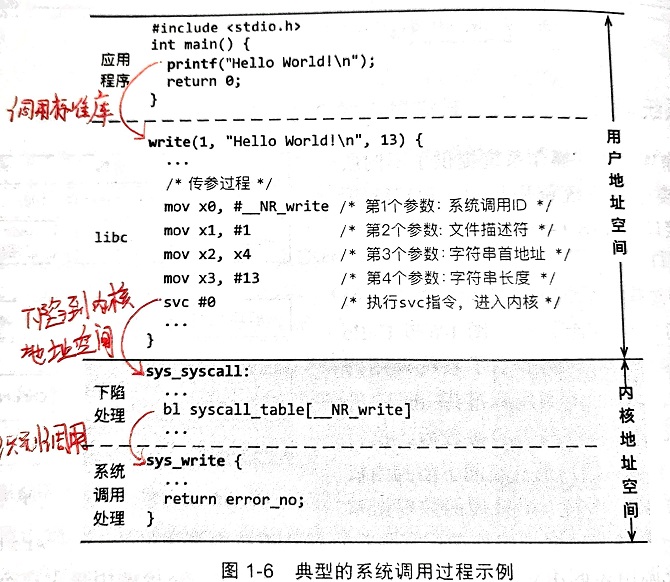 #include <stdio.h>
int main() {
应用
程序
printf("Hello World!\n");
return 0;
}
调用标准库
write(1, "Hello World!\n", 13) {
...
/* 传参过程 */
mov x0, #__NR_write /* 第1个参数: 系统调用ID */
libc
mov x1, #1 /* 第2个参数: 文件描述符 */
mov x2, x4 /* 第3个参数: 字符串首地址 */
mov x3, #13 /* 第4个参数: 字符串长度 */
svc #0 /* 执行svc指令, 进入内核 */
...
}
用户地址空间
下陷到内核
地址空间
sys_syscall:
下陷
处理
...
bl syscall_table[__NR_write]
...
调用
sys_write {
系统
调用
处理
...
return error_no;
}
内核地址空间
图 1-6 典型的系统调用过程示例